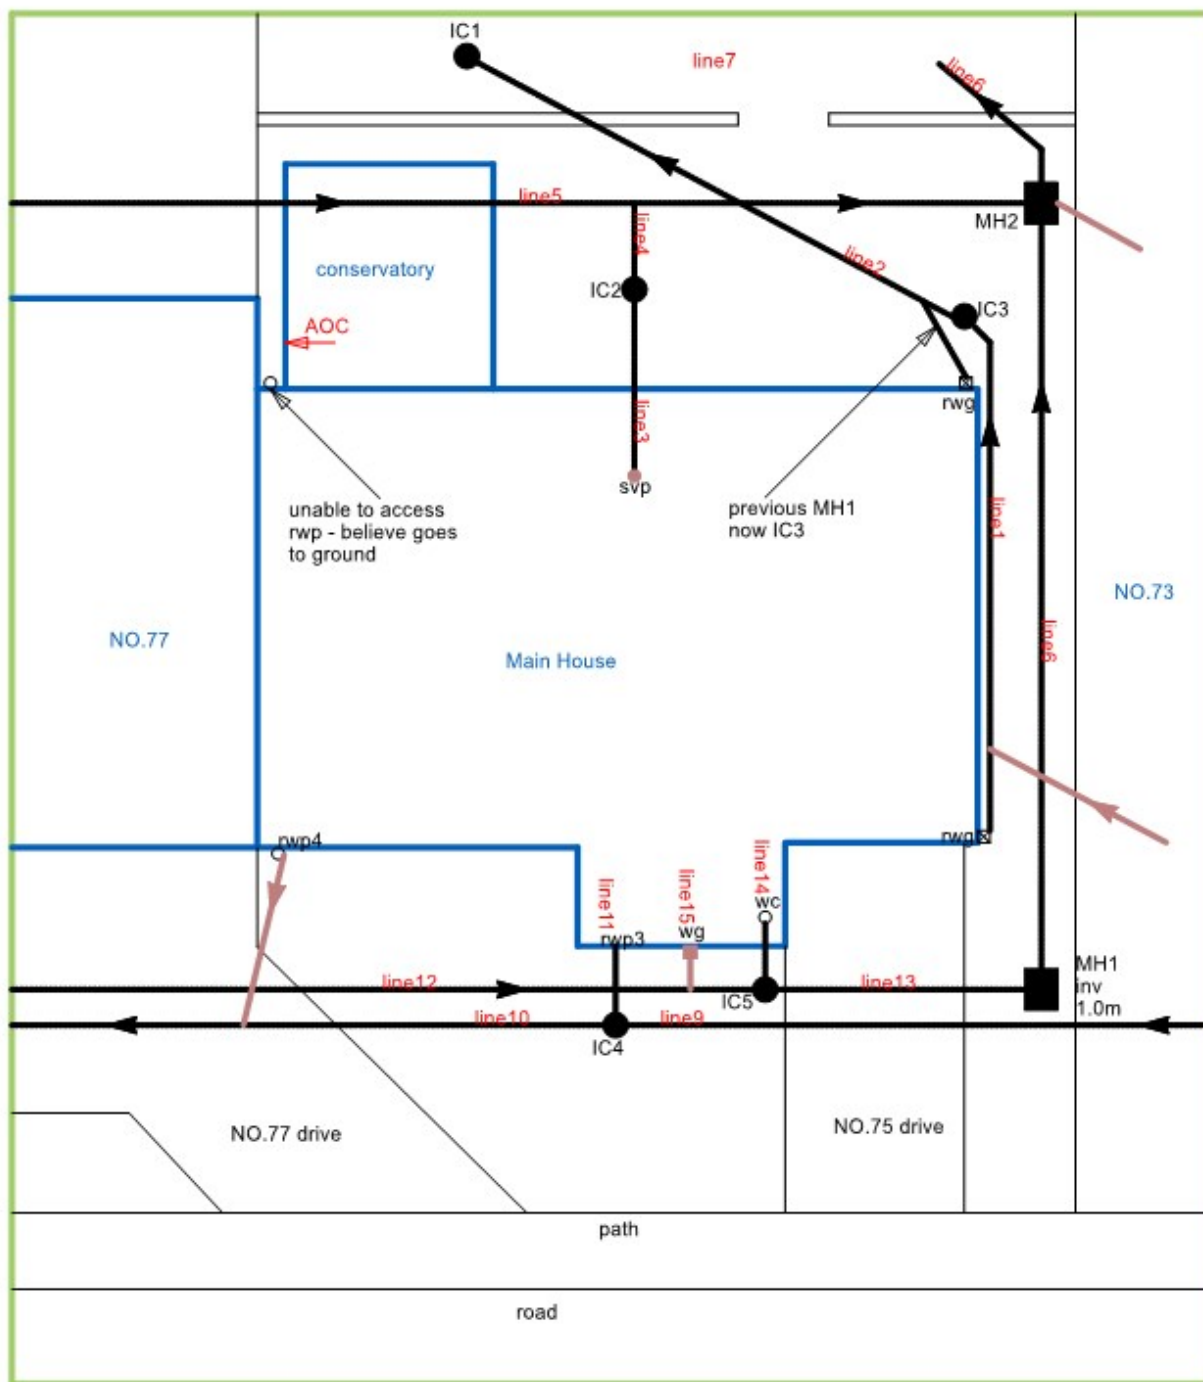 IC1
line7
line6
line5
MH2
line4
line2
conservatory
IC2
IC3
AOC
rwg
line3
svp
unable to access
rwp - believe goes
to ground
previous MH1
now IC3
line1
NO.73
NO.77
Main House
line6
rwp4
rwg
line11
line15
line14
wc
rwp3
wg
MH1
inv
1.0m
line12
line13
IC5
line10
line9
IC4
NO.77 drive
NO.75 drive
path
road